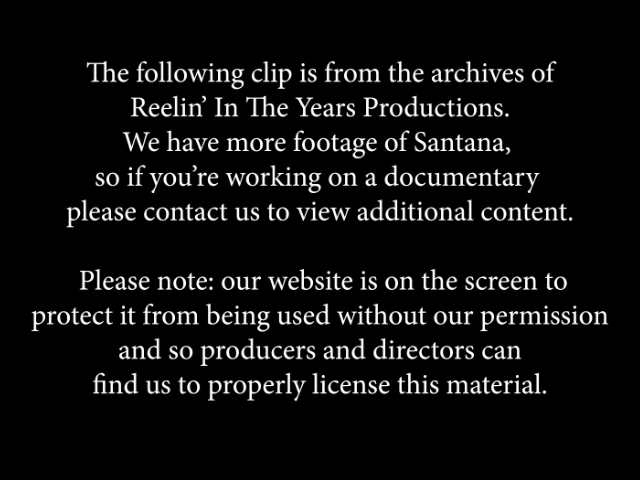 The following clip is from the archives of
Reelin’ In The Years Productions.
We have more footage of Santana,
so if you’re working on a documentary
please contact us to view additional content.
Please note: our website is on the screen to
protect it from being used without our permission
and so producers and directors can
find us to properly license this material.